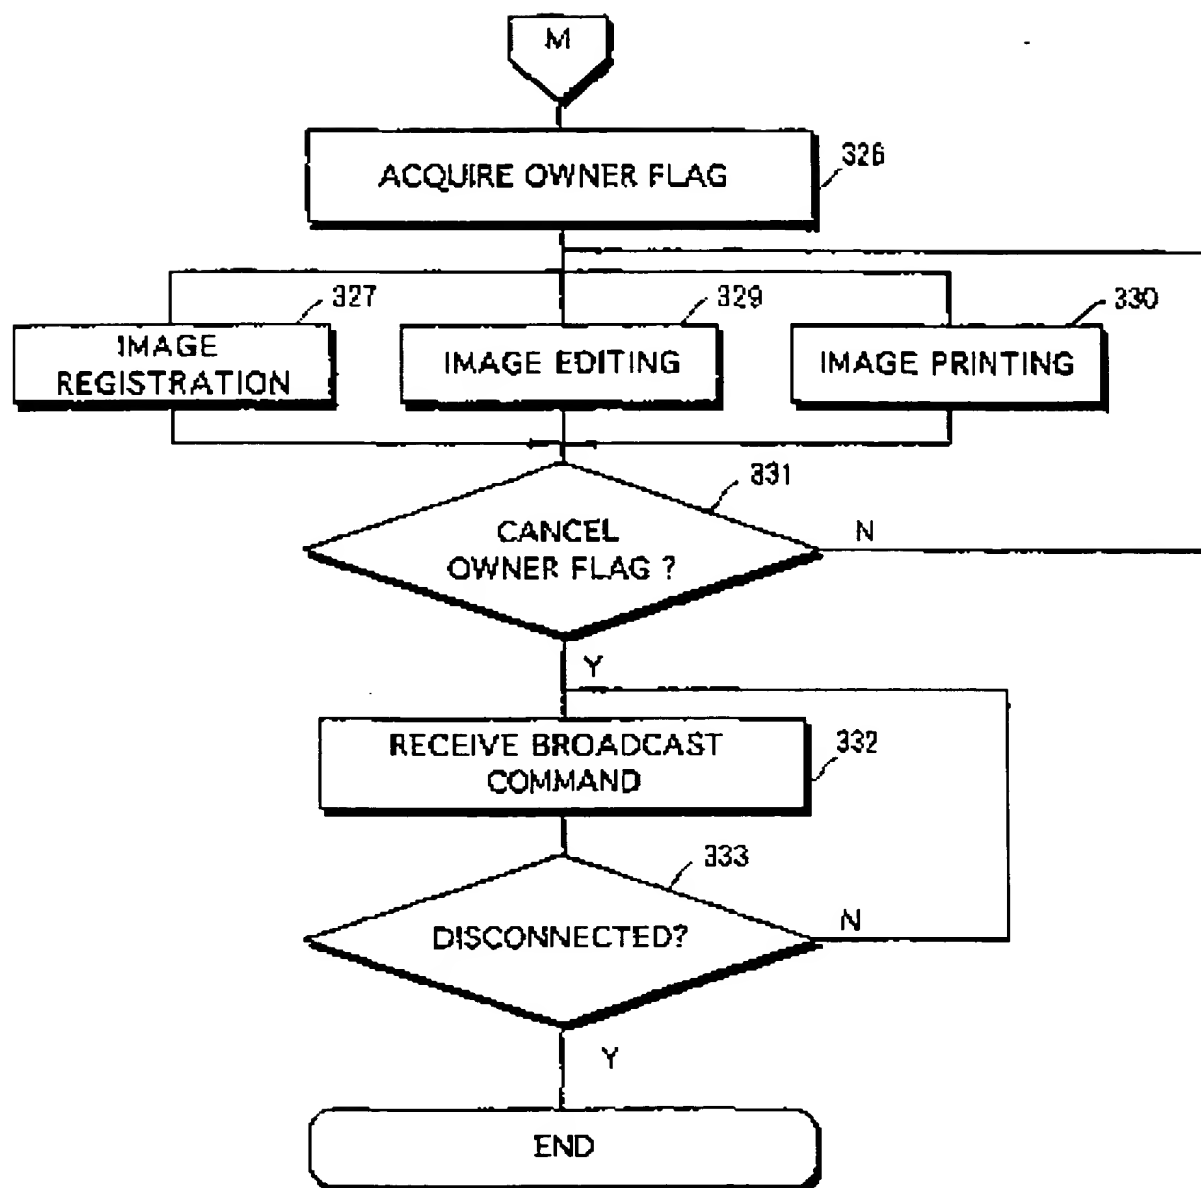 M
ACQUIRE OWNER FLAG
326
327
329
330
IMAGE
REGISTRATION
IMAGE EDITING
IMAGE PRINTING
331
CANCEL
OWNER FLAG ?
N
Y
RECEIVE BROADCAST
COMMAND
332
333
DISCONNECTED?
N
Y
END